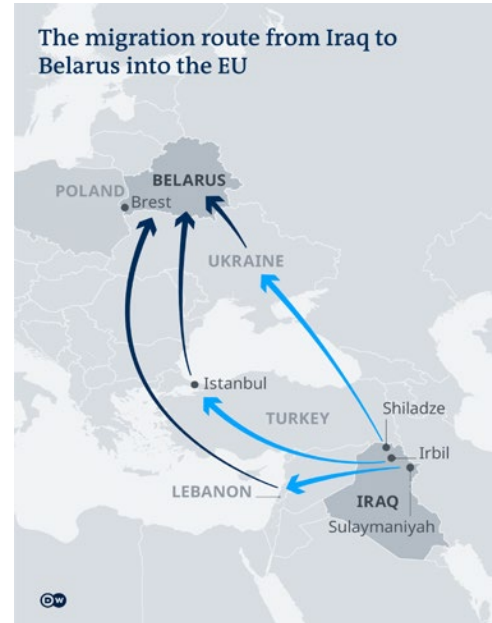 The migration route from Iraq to
Belarus into the EU
BELARUS
POLAND
Brest
UKRAINE
Istanbul
Shiladze
TURKEY
Irbil
LEBANON
IRAQ
Sulaymaniyah
DW